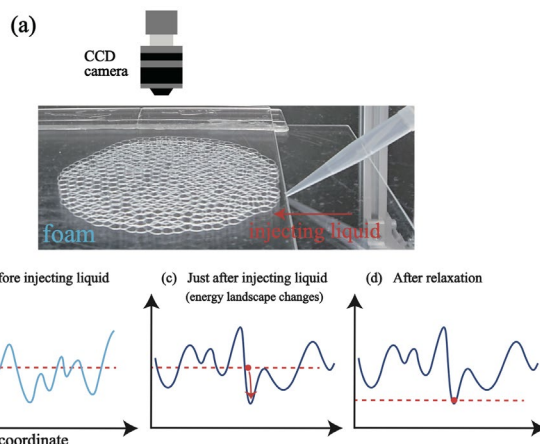 (a)
CCD
camera
foam
injecting liquid
fore injecting liquid
(c) Just after injecting liquid
(energy landscape changes)
(d) After relaxation
coordinate